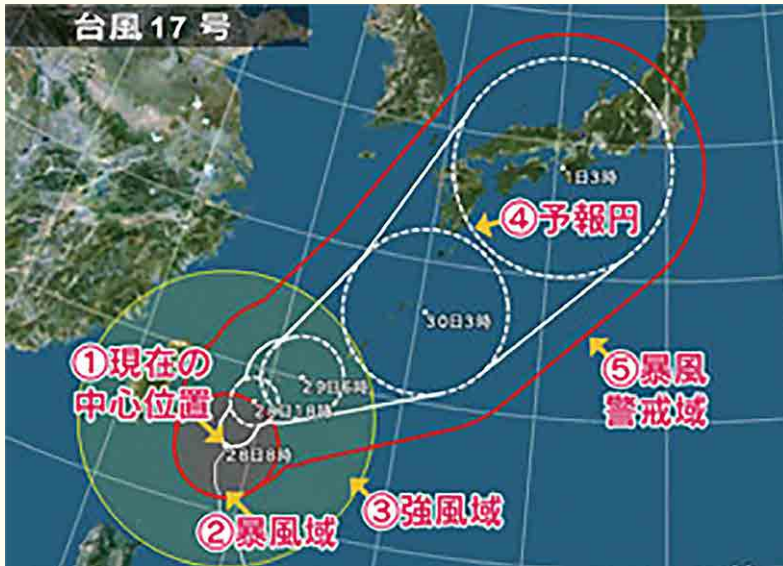 台風17号
1日3時
④予報円
30日3時
①現在の
中心位置
29日6時
28日18時
⑤暴風
警戒域
28日8時
③強風域
②暴風域